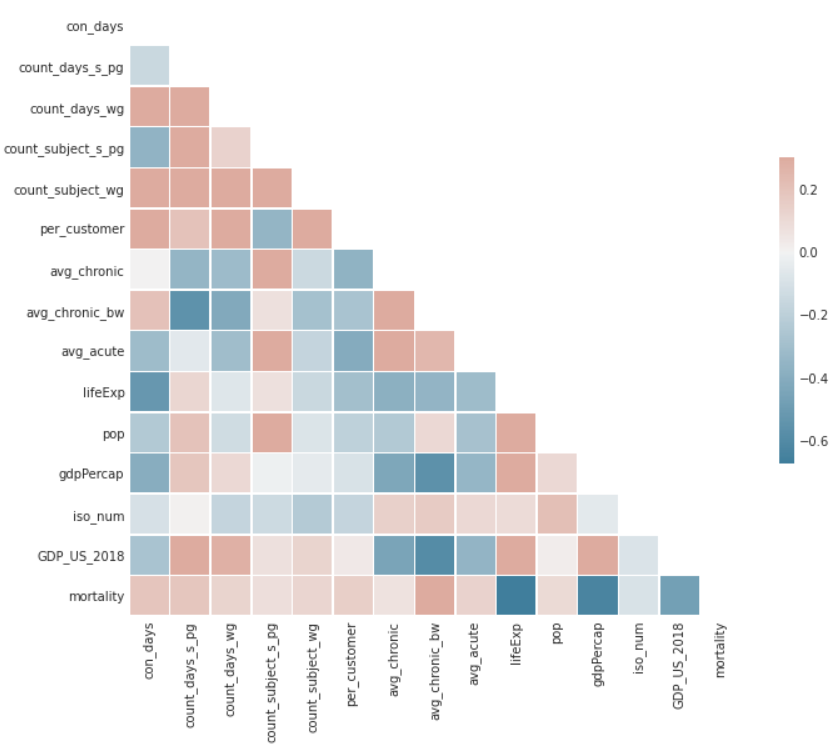 con_days
count_days_s_pg
count_days_wg
count_subject_s_pg
count_subject_wg
per_customer
avg_chronic
avg_chronic_bw
avg_acute
lifeExp
pop
gdpPercap
iso_num
GDP_US_2018
mortality
0.2
0.0
−0.2
−0.4
−0.6
con_days
count_days_s_pg
count_days_wg
count_subject_s_pg
count_subject_wg
per_customer
avg_chronic
avg_chronic_bw
avg_acute
lifeExp
pop
gdpPercap
iso_num
GDP_US_2018
mortality